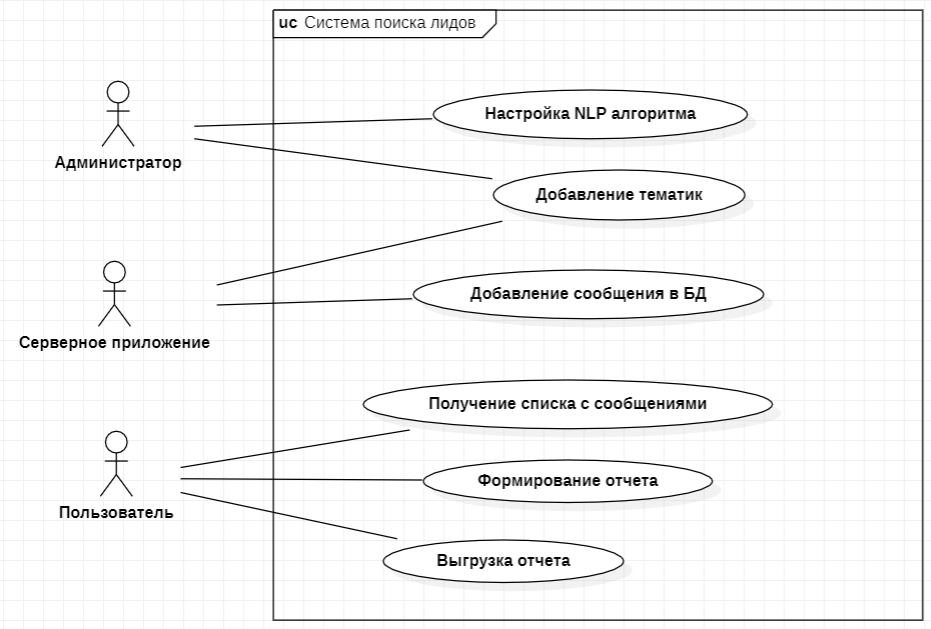 uc Система поиска лидов
Настройка NLP алгоритма
Администратор
Добавление тематик
Добавление сообщения в БД
Серверное приложение
Получение списка с сообщениями
Формирование отчета
Пользователь
Выгрузка отчета